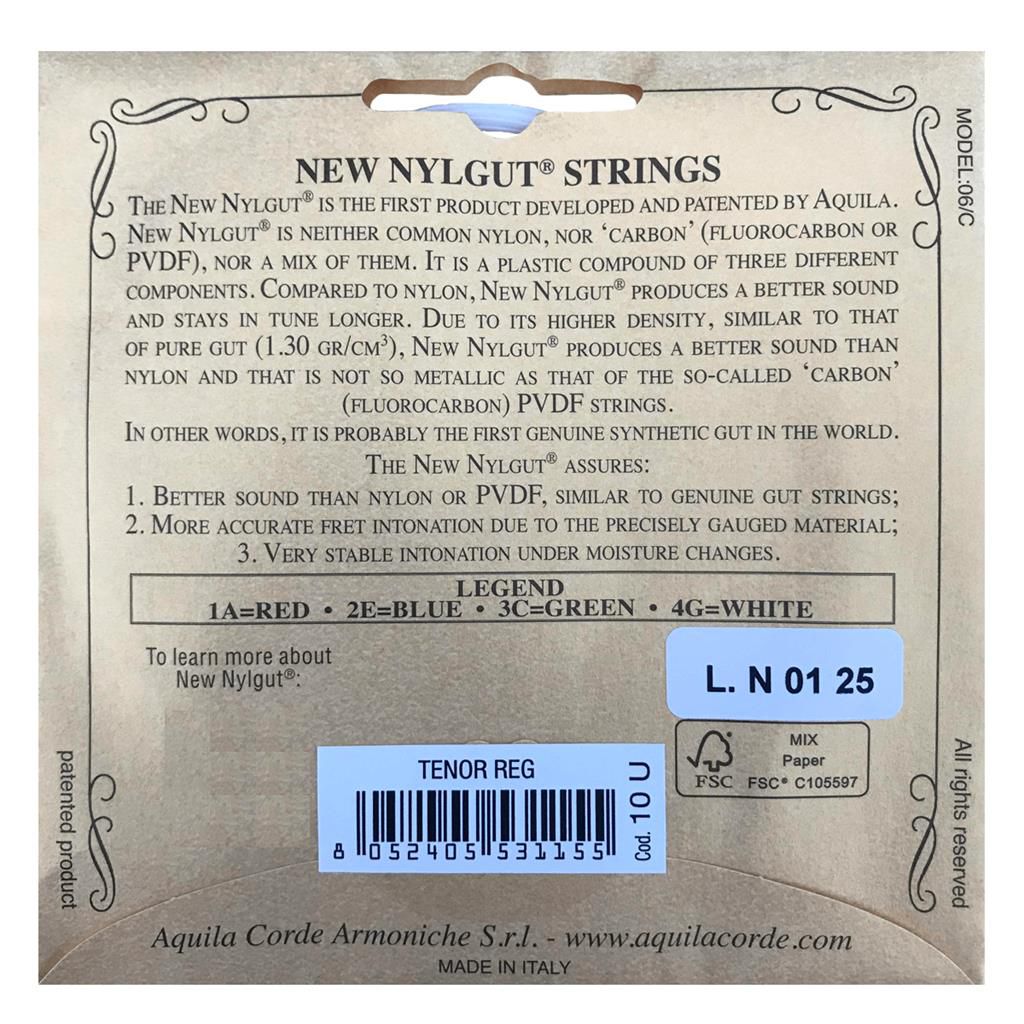 NEW NYLGUT® STRINGS
THE NEW NYLGUT® IS THE FIRST PRODUCT DEVELOPED AND PATENTED BY AQUILA.
NEW NYLGUT® IS NEITHER COMMON NYLON, NOR ‘CARBON’ (FLUOROCARBON OR
PVDF), NOR A MIX OF THEM. IT IS A PLASTIC COMPOUND OF THREE DIFFERENT
COMPONENTS. COMPARED TO NYLON, NEW NYLGUT® PRODUCES A BETTER SOUND
AND STAYS IN TUNE LONGER. DUE TO ITS HIGHER DENSITY, SIMILAR TO THAT
OF PURE GUT (1.30 GR/CM³), NEW NYLGUT® PRODUCES A BETTER SOUND THAN
NYLON AND THAT IS NOT SO METALLIC AS THAT OF THE SO-CALLED ‘CARBON’
(FLUOROCARBON) PVDF STRINGS.
IN OTHER WORDS, IT IS PROBABLY THE FIRST GENUINE SYNTHETIC GUT IN THE WORLD.
THE NEW NYLGUT® ASSURES:
1. BETTER SOUND THAN NYLON OR PVDF, SIMILAR TO GENUINE GUT STRINGS;
2. MORE ACCURATE FRET INTONATION DUE TO THE PRECISELY GAUGED MATERIAL;
3. VERY STABLE INTONATION UNDER MOISTURE CHANGES.
LEGEND
1A=RED • 2E=BLUE • 3C=GREEN • 4G=WHITE
To learn more about
New Nylgut®:
L. N 01 25
MIX
Paper
FSC® C105597
FSC
TENOR REG
8 052405 531155
Cod. 10 U
MODEL:06/C
All rights reserved
patented product
Aquila Corde Armoniche S.r.l. - www.aquilacorde.com
MADE IN ITALY